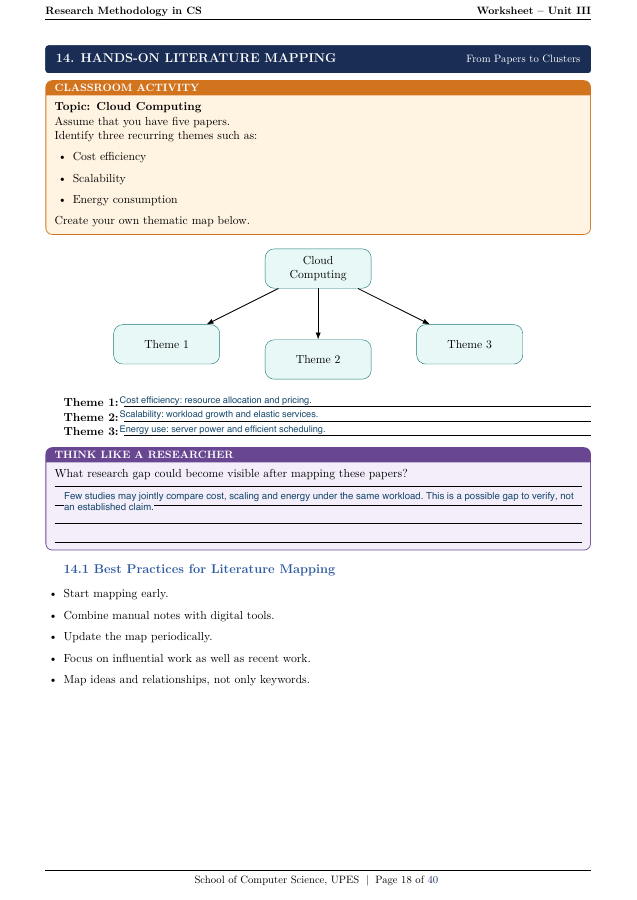 Research Methodology in CS Worksheet – Unit III
14. HANDS-ON LITERATURE MAPPING From Papers to Clusters
CLASSROOM ACTIVITY
Topic: Cloud Computing
Assume that you have five papers.
Identify three recurring themes such as:
• Cost efficiency
• Scalability
• Energy consumption
Create your own thematic map below.
Cloud
Computing
Theme 1
Theme 2
Theme 3
Theme 1: Cost efficiency: resource allocation and pricing.
Theme 2: Scalability: workload growth and elastic services.
Theme 3: Energy use: server power and efficient scheduling.
THINK LIKE A RESEARCHER
What research gap could become visible after mapping these papers?
Few studies may jointly compare cost, scaling and energy under the same workload. This is a possible gap to verify, not
an established claim.
14.1 Best Practices for Literature Mapping
• Start mapping early.
• Combine manual notes with digital tools.
• Update the map periodically.
• Focus on influential work as well as recent work.
• Map ideas and relationships, not only keywords.
School of Computer Science, UPES | Page 18 of 40